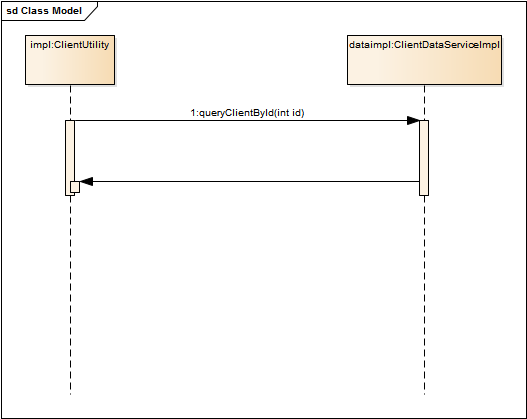 sd Class Model
impl:ClientUtility
dataimpl:ClientDataServiceImpl
1:queryClientById(int id)